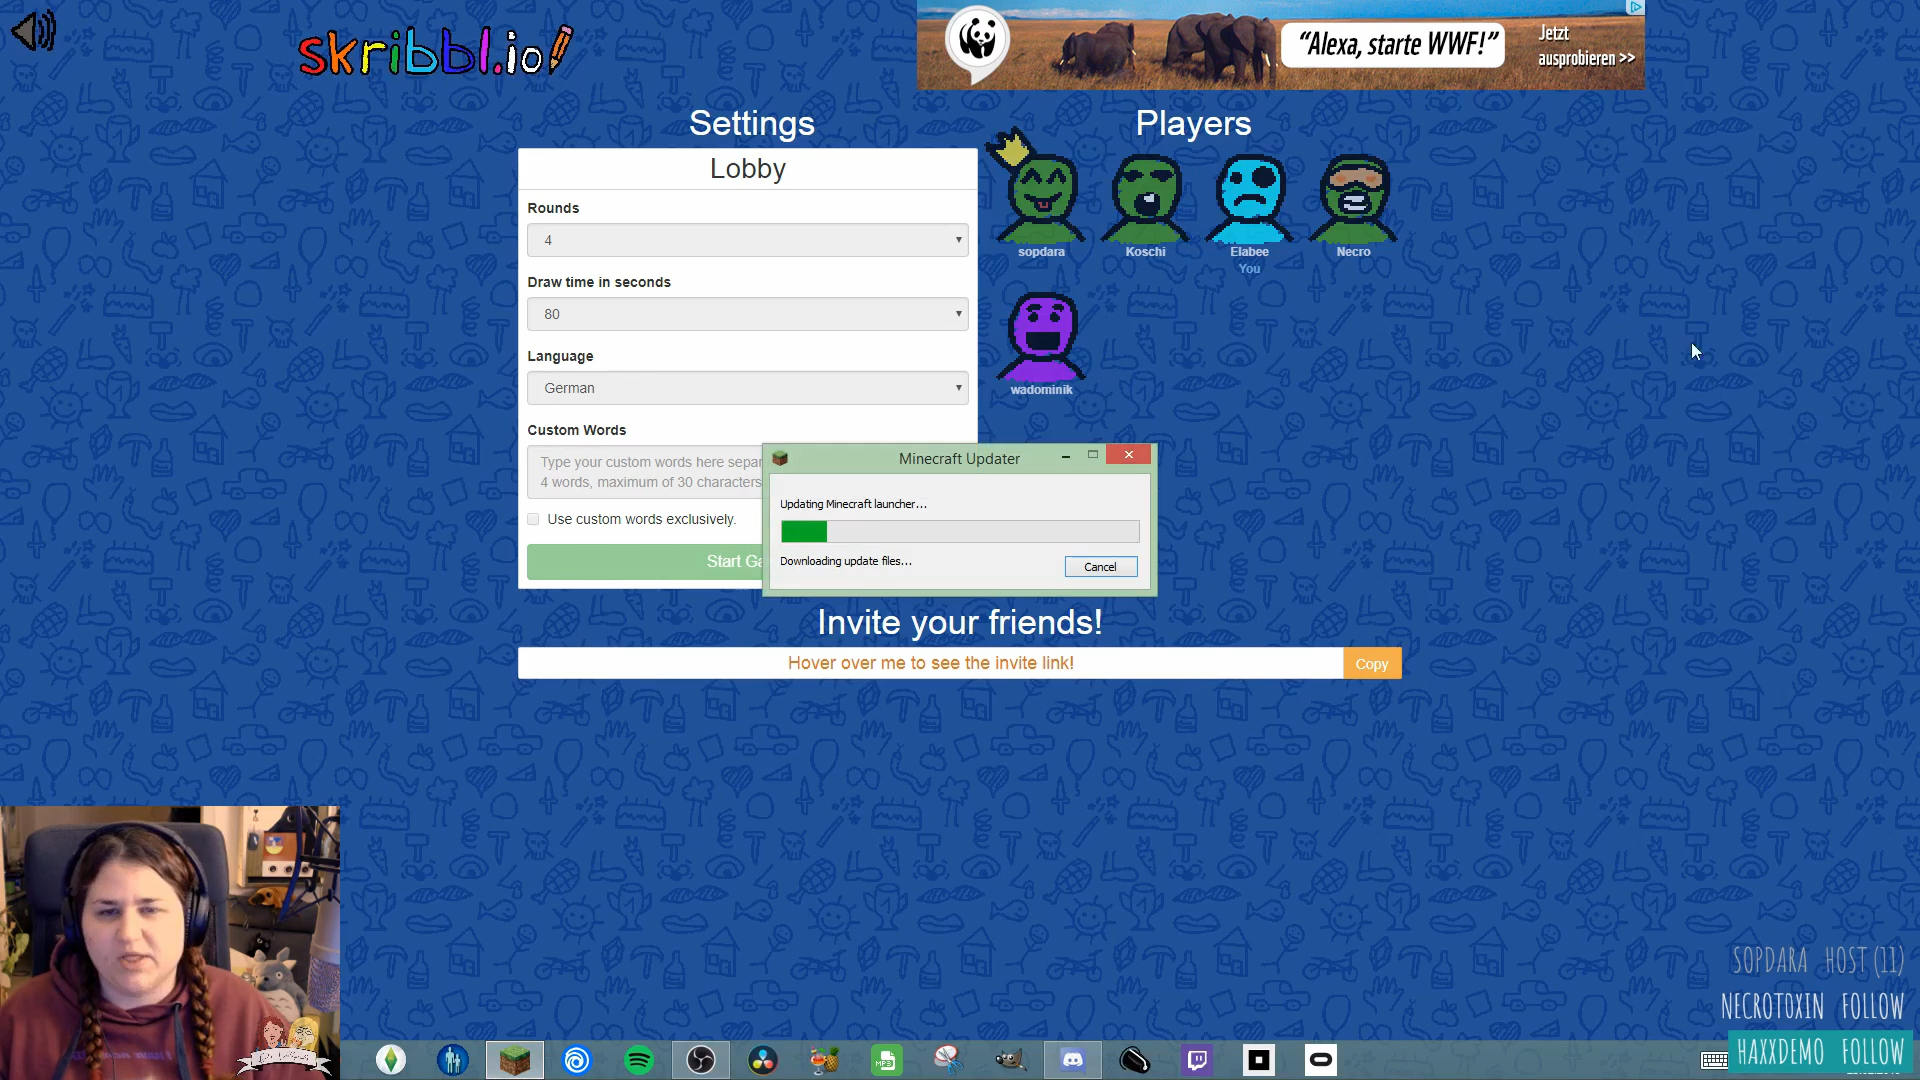 skribbl.io
"Alexa, starte WWF!"
Jetzt
ausprobieren >>
Settings
Players
Lobby
Rounds
4
Draw time in seconds
80
Language
German
Custom Words
Type your custom words here separ
4 words, maximum of 30 characters
Use custom words exclusively.
Start Ga
sopdara
Koschi
Elabee
You
Necro
wadominik
Minecraft Updater
Updating Minecraft launcher...
Downloading update files...
Cancel
Invite your friends!
Hover over me to see the invite link!
Copy
SOPDARA HOST (11)
NECROTOXIN FOLLOW
HAXXDEMO FOLLOW
MP3